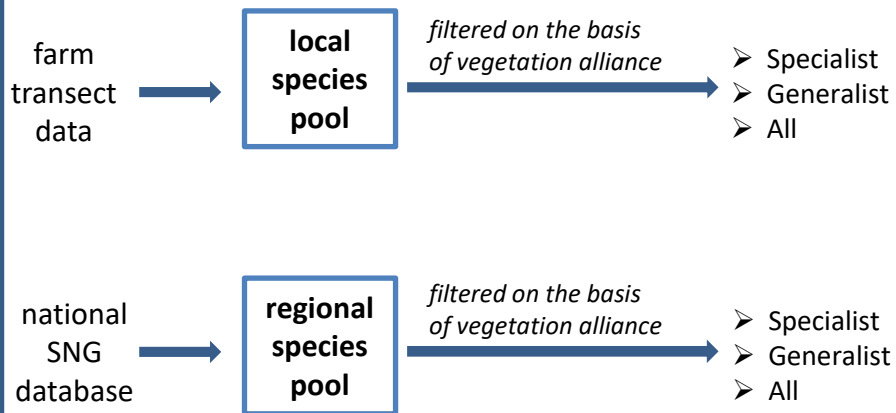 farm
transect
data
local
species
pool
filtered on the basis
of vegetation alliance
➢ Specialist
➢ Generalist
➢ All
national
SNG
database
regional
species
pool
filtered on the basis
of vegetation alliance
➢ Specialist
➢ Generalist
➢ All